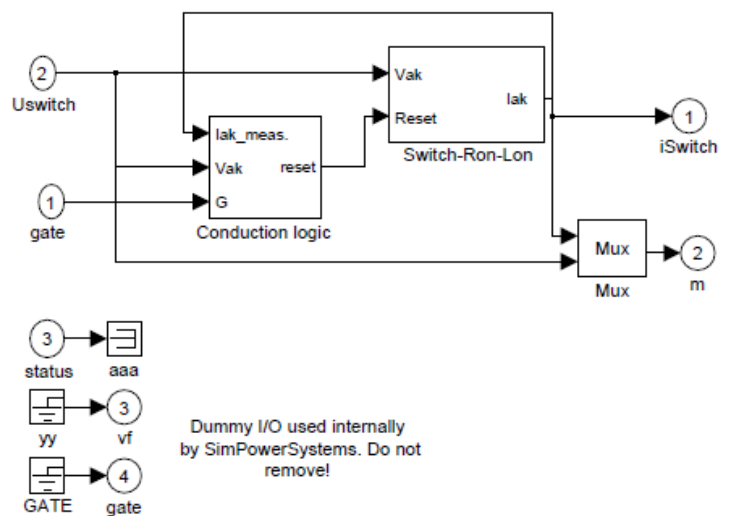 2
Uswitch
1
gate
Iak_meas.
Vak
G
reset
Conduction logic
Vak
Reset
Iak
Switch-Ron-Lon
1
iSwitch
Mux
Mux
2
m
3
status
aaa
yy
3
vf
GATE
4
gate
Dummy I/O used internally
by SimPowerSystems. Do not
remove!